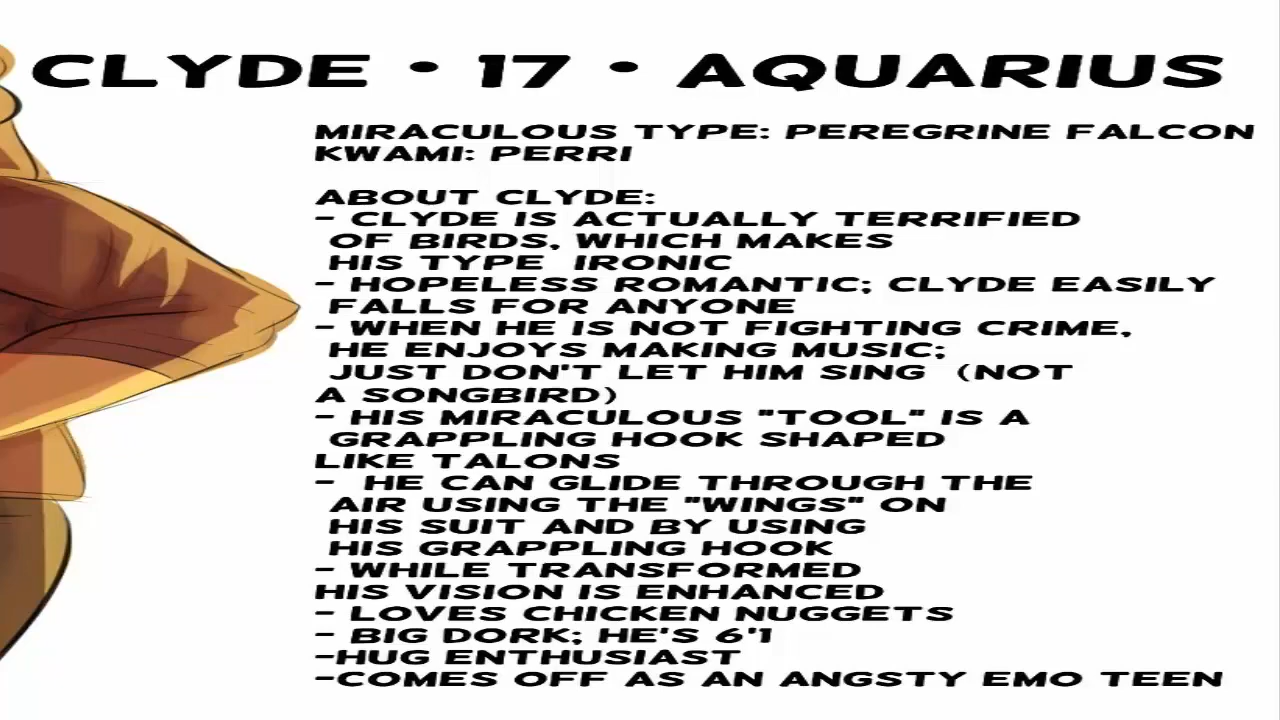 CLYDE • 17 • AQUARIUS
MIRACULOUS TYPE: PEREGRINE FALCON
KWAMI: PERRI
ABOUT CLYDE:
- CLYDE IS ACTUALLY TERRIFIED
OF BIRDS, WHICH MAKES
HIS TYPE IRONIC
- HOPELESS ROMANTIC; CLYDE EASILY
FALLS FOR ANYONE
- WHEN HE IS NOT FIGHTING CRIME,
HE ENJOYS MAKING MUSIC;
JUST DON'T LET HIM SING (NOT
A SONGBIRD)
- HIS MIRACULOUS "TOOL" IS A
GRAPPLING HOOK SHAPED
LIKE TALONS
- HE CAN GLIDE THROUGH THE
AIR USING THE "WINGS" ON
HIS SUIT AND BY USING
HIS GRAPPLING HOOK
- WHILE TRANSFORMED
HIS VISION IS ENHANCED
- LOVES CHICKEN NUGGETS
- BIG DORK; HE'S 6'1
-HUG ENTHUSIAST
-COMES OFF AS AN ANGSTY EMO TEEN